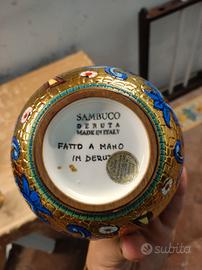 SAMBUCO
DERUTA
MADE IN ITALY
FATTO A MANO
IN DERUTA
subito